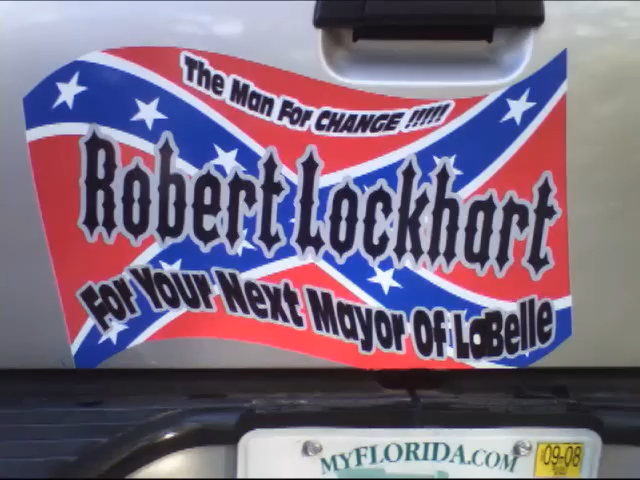 The Man For CHANGE !!!!!
Robert Lockhart
For Your Next Mayor Of LaBelle
MYFLORIDA.COM
09-08